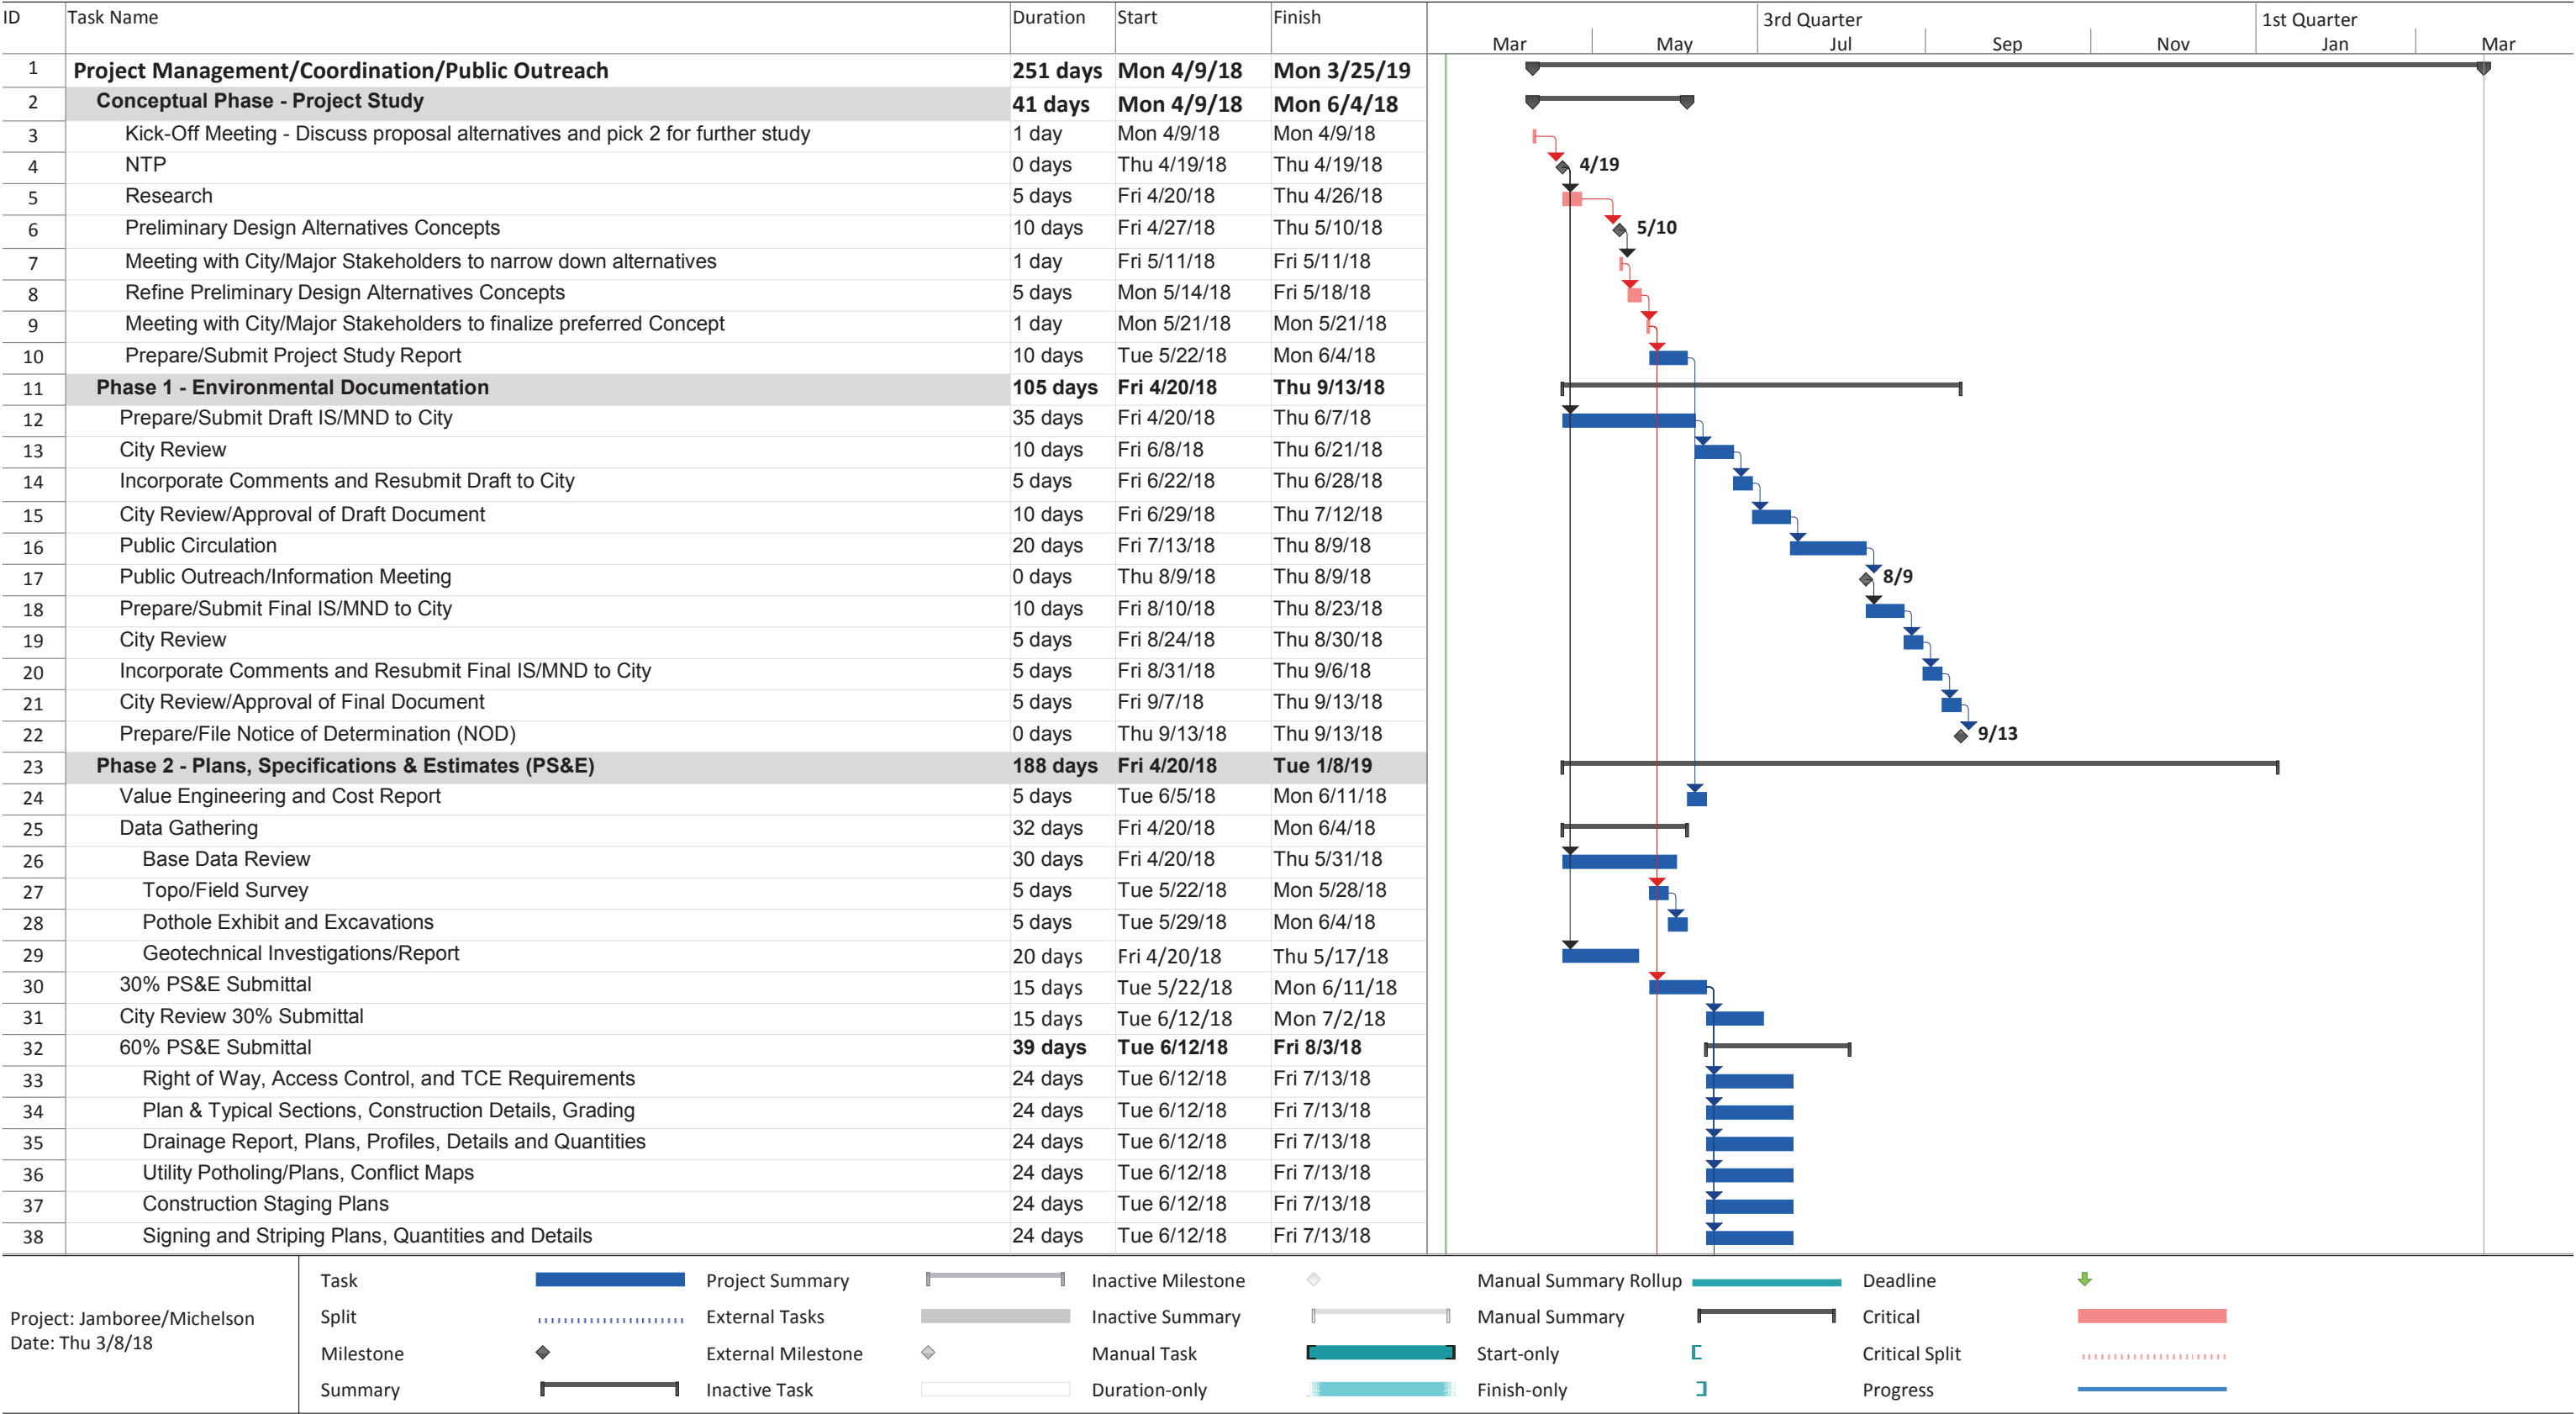 ID Task Name Duration Start Finish 3rd Quarter 1st Quarter
Mar May Jul Sep Nov Jan Mar
1 Project Management/Coordination/Public Outreach 251 days Mon 4/9/18 Mon 3/25/19
2 Conceptual Phase - Project Study 41 days Mon 4/9/18 Mon 6/4/18
3 Kick-Off Meeting - Discuss proposal alternatives and pick 2 for further study 1 day Mon 4/9/18 Mon 4/9/18
4 NTP 0 days Thu 4/19/18 Thu 4/19/18 4/19
5 Research 5 days Fri 4/20/18 Thu 4/26/18
6 Preliminary Design Alternatives Concepts 10 days Fri 4/27/18 Thu 5/10/18 5/10
7 Meeting with City/Major Stakeholders to narrow down alternatives 1 day Fri 5/11/18 Fri 5/11/18
8 Refine Preliminary Design Alternatives Concepts 5 days Mon 5/14/18 Fri 5/18/18
9 Meeting with City/Major Stakeholders to finalize preferred Concept 1 day Mon 5/21/18 Mon 5/21/18
10 Prepare/Submit Project Study Report 10 days Tue 5/22/18 Mon 6/4/18
11 Phase 1 - Environmental Documentation 105 days Fri 4/20/18 Thu 9/13/18
12 Prepare/Submit Draft IS/MND to City 35 days Fri 4/20/18 Thu 6/7/18
13 City Review 10 days Fri 6/8/18 Thu 6/21/18
14 Incorporate Comments and Resubmit Draft to City 5 days Fri 6/22/18 Thu 6/28/18
15 City Review/Approval of Draft Document 10 days Fri 6/29/18 Thu 7/12/18
16 Public Circulation 20 days Fri 7/13/18 Thu 8/9/18
17 Public Outreach/Information Meeting 0 days Thu 8/9/18 Thu 8/9/18 8/9
18 Prepare/Submit Final IS/MND to City 10 days Fri 8/10/18 Thu 8/23/18
19 City Review 5 days Fri 8/24/18 Thu 8/30/18
20 Incorporate Comments and Resubmit Final IS/MND to City 5 days Fri 8/31/18 Thu 9/6/18
21 City Review/Approval of Final Document 5 days Fri 9/7/18 Thu 9/13/18
22 Prepare/File Notice of Determination (NOD) 0 days Thu 9/13/18 Thu 9/13/18 9/13
23 Phase 2 - Plans, Specifications & Estimates (PS&E) 188 days Fri 4/20/18 Tue 1/8/19
24 Value Engineering and Cost Report 5 days Tue 6/5/18 Mon 6/11/18
25 Data Gathering 32 days Fri 4/20/18 Mon 6/4/18
26 Base Data Review 30 days Fri 4/20/18 Thu 5/31/18
27 Topo/Field Survey 5 days Tue 5/22/18 Mon 5/28/18
28 Pothole Exhibit and Excavations 5 days Tue 5/29/18 Mon 6/4/18
29 Geotechnical Investigations/Report 20 days Fri 4/20/18 Thu 5/17/18
30 30% PS&E Submittal 15 days Tue 5/22/18 Mon 6/11/18
31 City Review 30% Submittal 15 days Tue 6/12/18 Mon 7/2/18
32 60% PS&E Submittal 39 days Tue 6/12/18 Fri 8/3/18
33 Right of Way, Access Control, and TCE Requirements 24 days Tue 6/12/18 Fri 7/13/18
34 Plan & Typical Sections, Construction Details, Grading 24 days Tue 6/12/18 Fri 7/13/18
35 Drainage Report, Plans, Profiles, Details and Quantities 24 days Tue 6/12/18 Fri 7/13/18
36 Utility Potholing/Plans, Conflict Maps 24 days Tue 6/12/18 Fri 7/13/18
37 Construction Staging Plans 24 days Tue 6/12/18 Fri 7/13/18
38 Signing and Striping Plans, Quantities and Details 24 days Tue 6/12/18 Fri 7/13/18
Project: Jamboree/Michelson
Date: Thu 3/8/18
Task Project Summary Inactive Milestone Manual Summary Rollup Deadline
Split External Tasks Inactive Summary Manual Summary Critical
Milestone External Milestone Manual Task Start-only Critical Split
Summary Inactive Task Duration-only Finish-only Progress